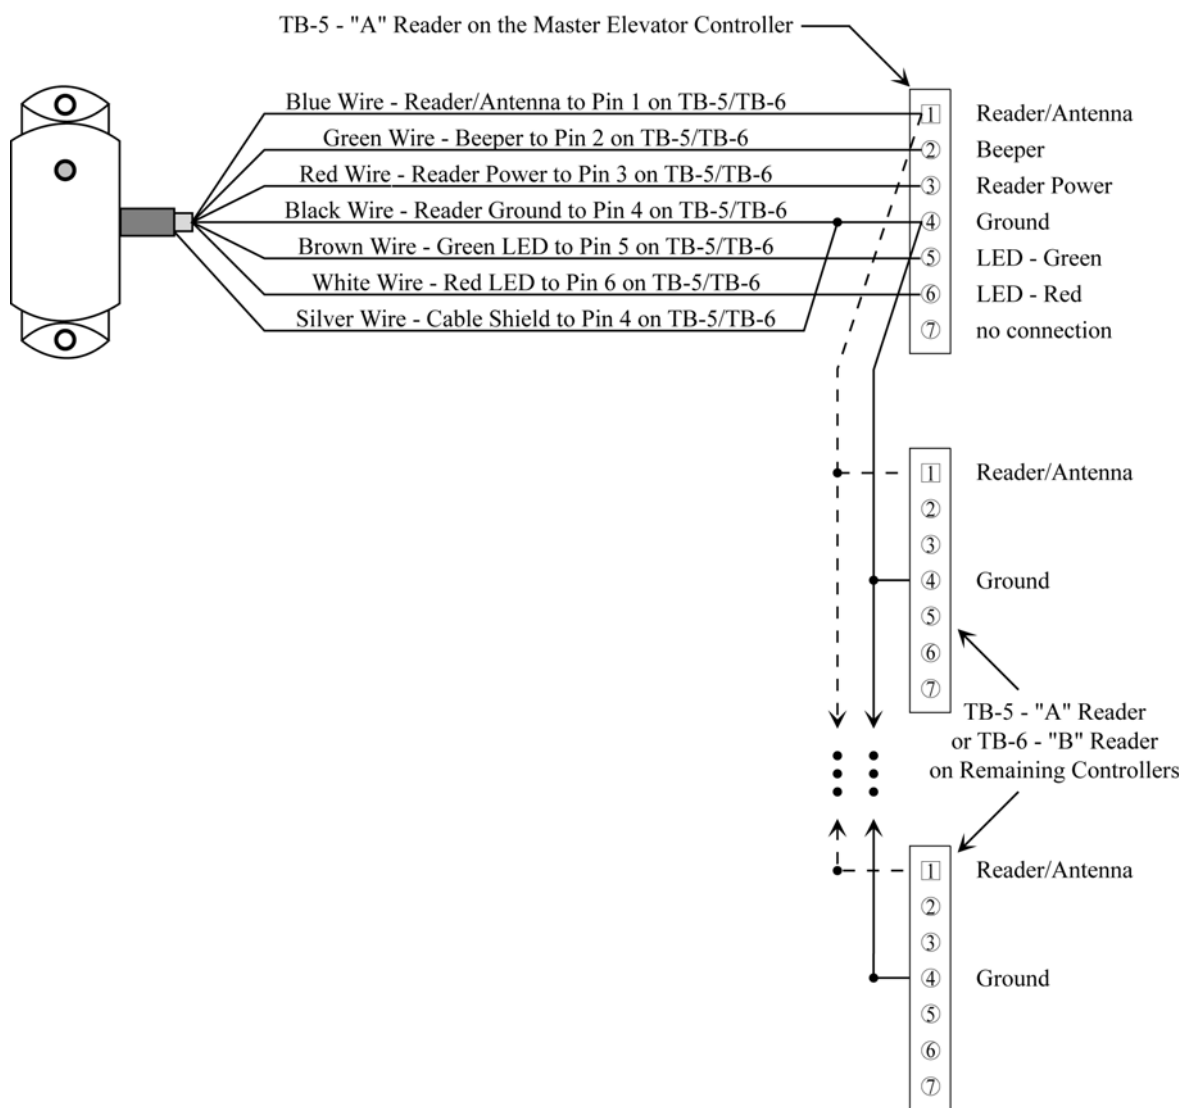 TB-5 - "A" Reader on the Master Elevator Controller
Blue Wire - Reader/Antenna to Pin 1 on TB-5/TB-6
Green Wire - Beeper to Pin 2 on TB-5/TB-6
Red Wire - Reader Power to Pin 3 on TB-5/TB-6
Black Wire - Reader Ground to Pin 4 on TB-5/TB-6
Brown Wire - Green LED to Pin 5 on TB-5/TB-6
White Wire - Red LED to Pin 6 on TB-5/TB-6
Silver Wire - Cable Shield to Pin 4 on TB-5/TB-6
1 Reader/Antenna
2 Beeper
3 Reader Power
4 Ground
5 LED - Green
6 LED - Red
7 no connection
1 Reader/Antenna
2
3
4 Ground
5
6
7
TB-5 - "A" Reader
or TB-6 - "B" Reader
on Remaining Controllers
1 Reader/Antenna
2
3
4 Ground
5
6
7